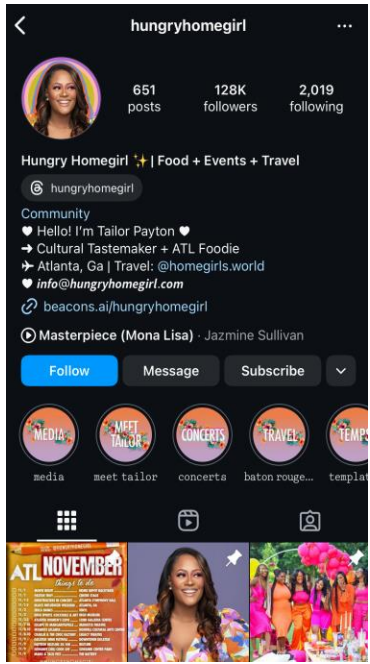 hungryhomegirl
651
128K
2,019
posts
followers
following
Hungry Homegirl ✨ | Food + Events + Travel
hungryhomegirl
Community
♥ Hello! I'm Tailor Payton ♥
➔ Cultural Tastemaker + ATL Foodie
✈ Atlanta, Ga | Travel: @homegirls.world
♥ info@hungryhomegirl.com
beacons.ai/hungryhomegirl
Masterpiece (Mona Lisa) · Jazmine Sullivan
Follow
Message
Subscribe
MEDIA
MEET TAILOR
CONCERTS
TRAVEL
TEMPS
media
meet tailor
concerts
baton rouge...
templat
ATL NOVEMBER
things to do